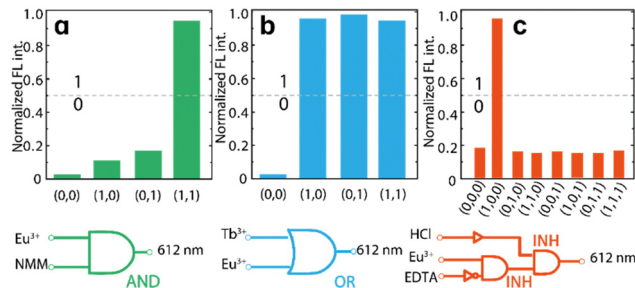 a
Normalized FL int.
1.0
0.8
0.6
0.4
0.2
0
1
0
(0,0) (1,0) (0,1) (1,1)
Eu³⁺
NMM
612 nm
AND
b
Normalized FL int.
1.0
0.8
0.6
0.4
0.2
0
1
0
(0,0) (1,0) (0,1) (1,1)
Tb³⁺
Eu³⁺
612 nm
OR
c
Normalized FL int.
1.0
0.8
0.6
0.4
0.2
0
1
0
(0,0,0) (1,0,0) (0,1,0) (1,1,0) (0,0,1) (1,0,1) (0,1,1) (1,1,1)
HCl
Eu³⁺
EDTA
INH
INH
612 nm